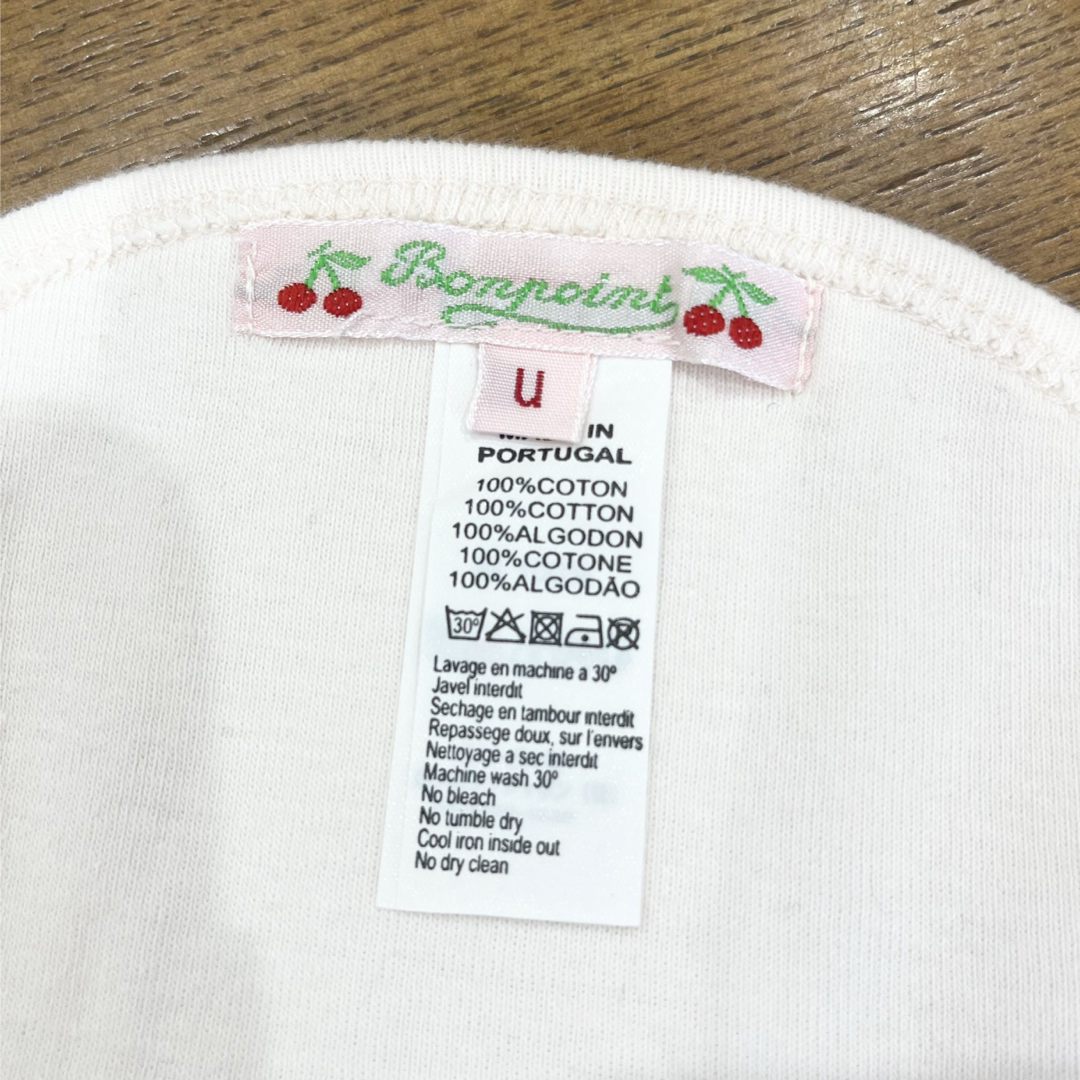 Bonpoint
U
IN
PORTUGAL
100%COTON
100%COTTON
100%ALGODON
100%COTONE
100%ALGODÃO
30°
Lavage en machine a 30º
Javel interdit
Sechage en tambour interdit
Repassege doux, sur l'envers
Nettoyage a sec interdit
Machine wash 30º
No bleach
No tumble dry
Cool iron inside out
No dry clean